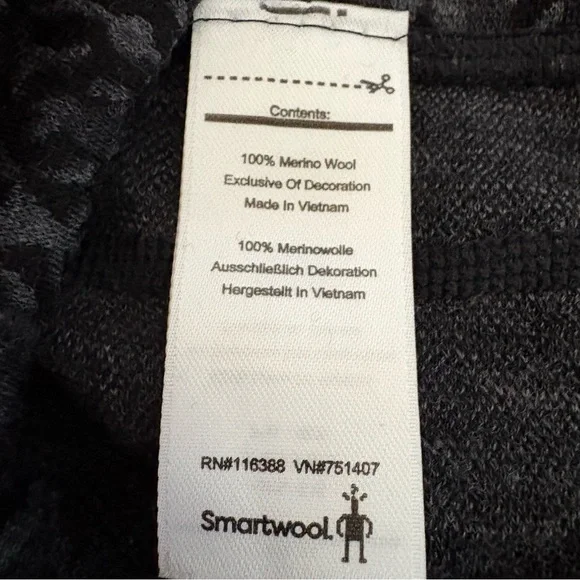 Contents:
100% Merino Wool
Exclusive Of Decoration
Made In Vietnam
100% Merinowolle
Ausschließlich Dekoration
Hergestellt In Vietnam
RN#116388 VN#751407
Smartwool.